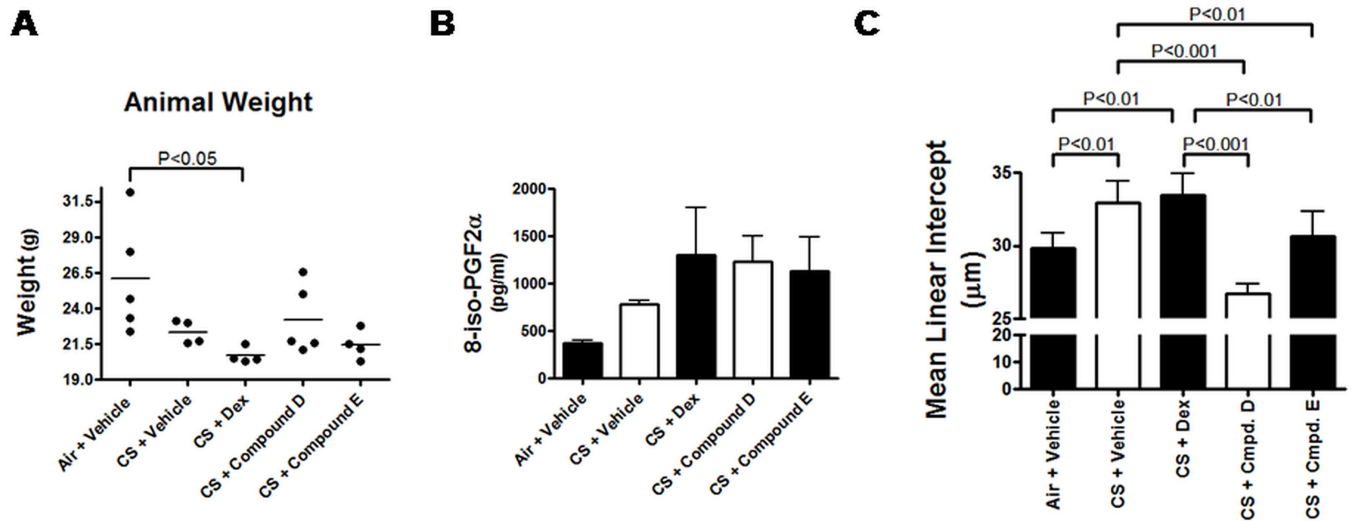 A
Animal Weight
P<0.05
31.5
29.0
26.5
24.0
21.5
19.0
Weight (g)
Air + Vehicle
CS + Vehicle
CS + Dex
CS + Compound D
CS + Compound E
B
2000
1500
1000
500
0
8-iso-PGF2α
(pg/ml)
Air + Vehicle
CS + Vehicle
CS + Dex
CS + Compound D
CS + Compound E
C
P<0.01
P<0.001
P<0.01
P<0.01
P<0.01
P<0.001
35
30
25
20
10
0
Mean Linear Intercept
(μm)
Air + Vehicle
CS + Vehicle
CS + Dex
CS + Cmpd. D
CS + Cmpd. E